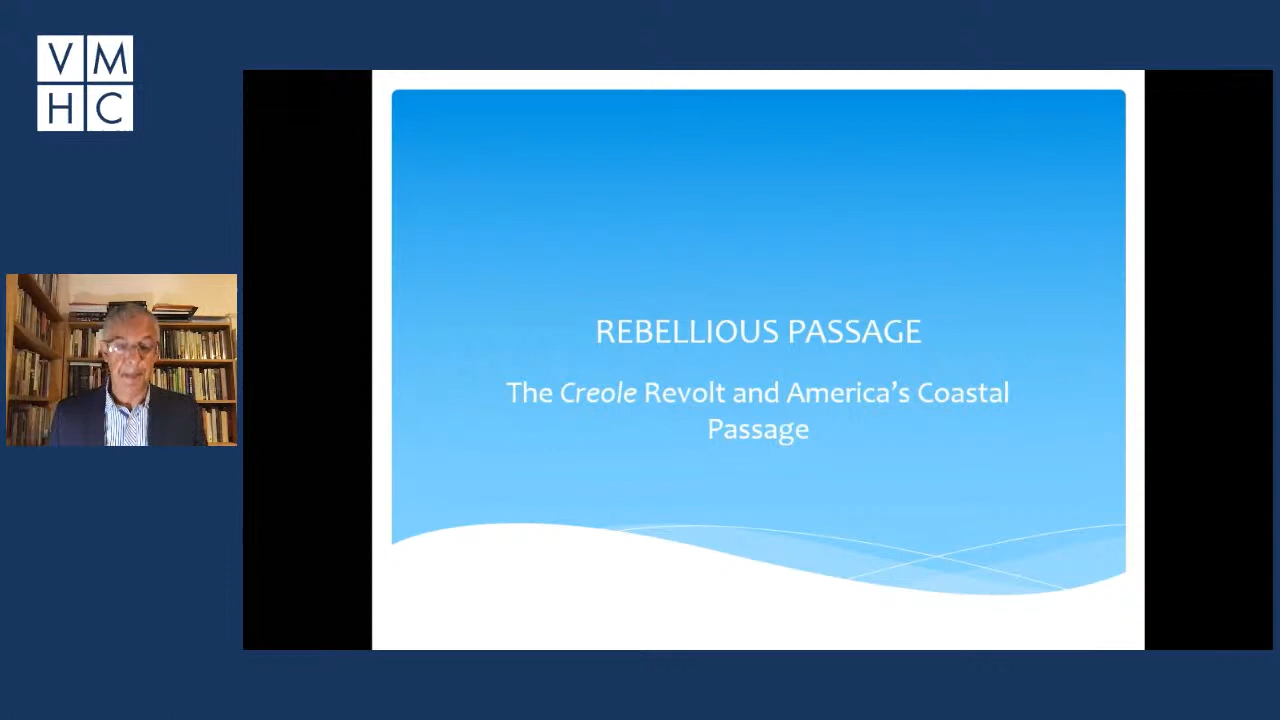 VM
HC
REBELLIOUS PASSAGE
The Creole Revolt and America’s Coastal
Passage